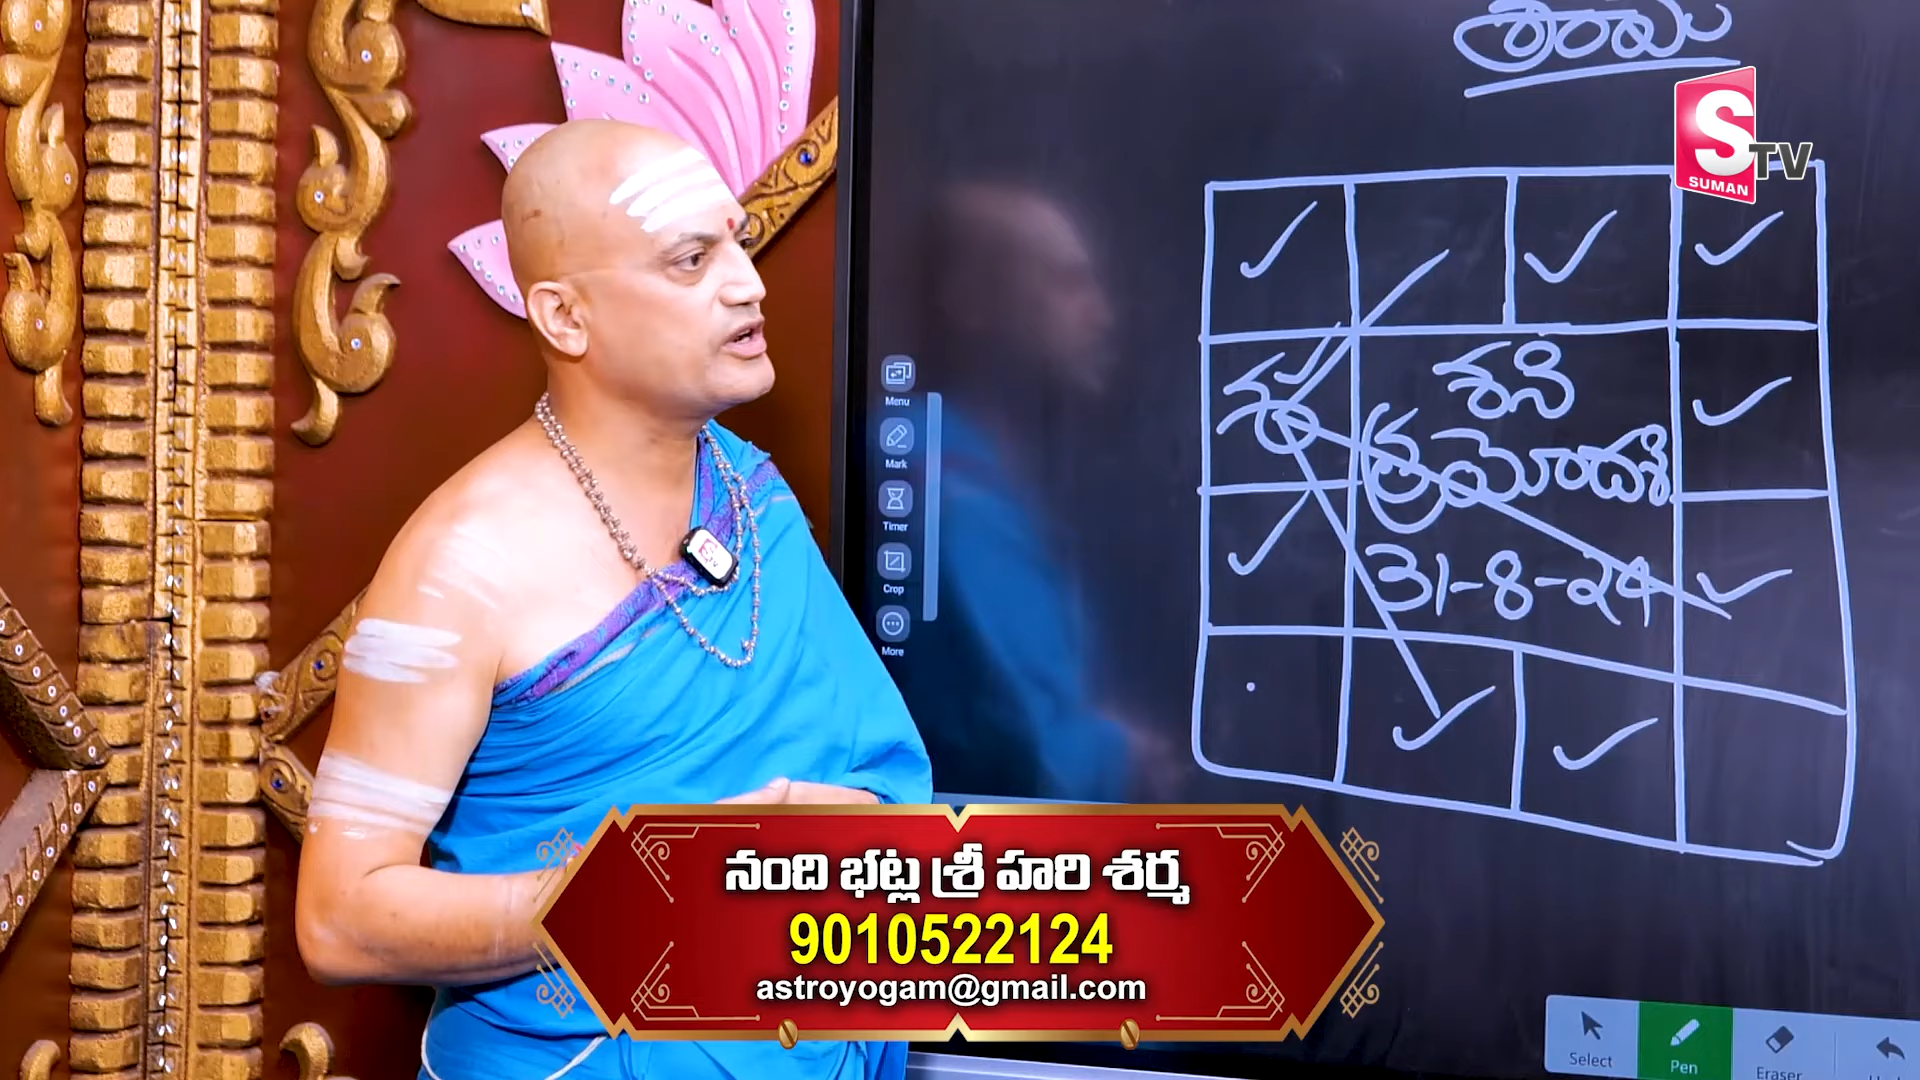 శ్రీరామ
S TV
SUMAN
శని
త్రయోదశి
31-8-24
Menu
Mark
Timer
Crop
More
నంది భట్ల శ్రీ హరి శర్మ
9010522124
astroyogam@gmail.com
Select
Pen
Eraser